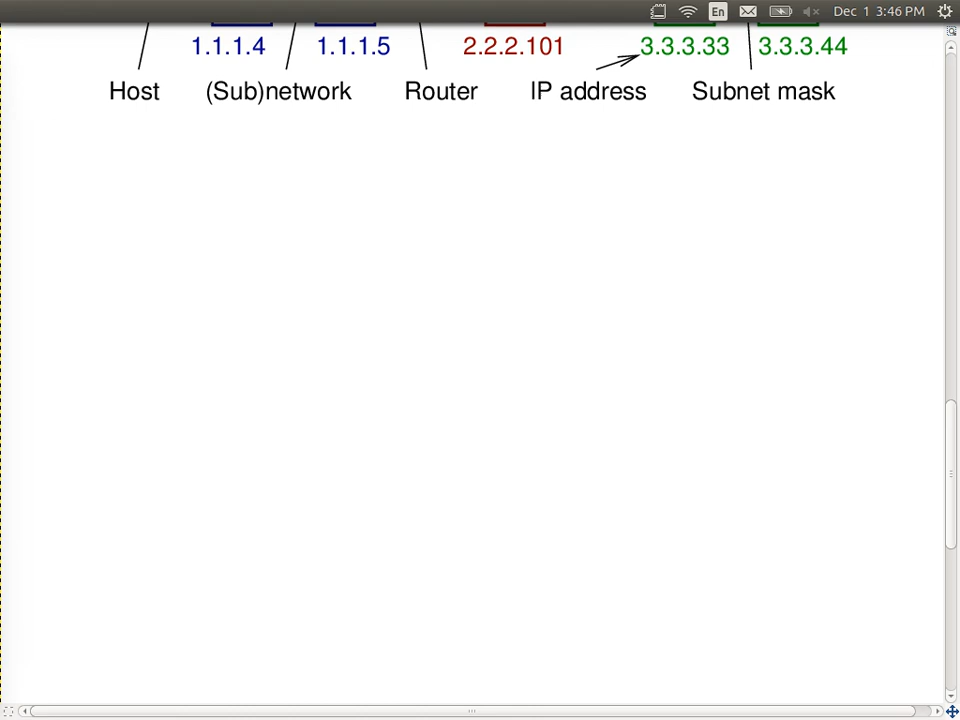 En Dec 1 3:46 PM
1.1.1.4 1.1.1.5 2.2.2.101 3.3.3.33 3.3.3.44
Host (Sub)network Router IP address Subnet mask